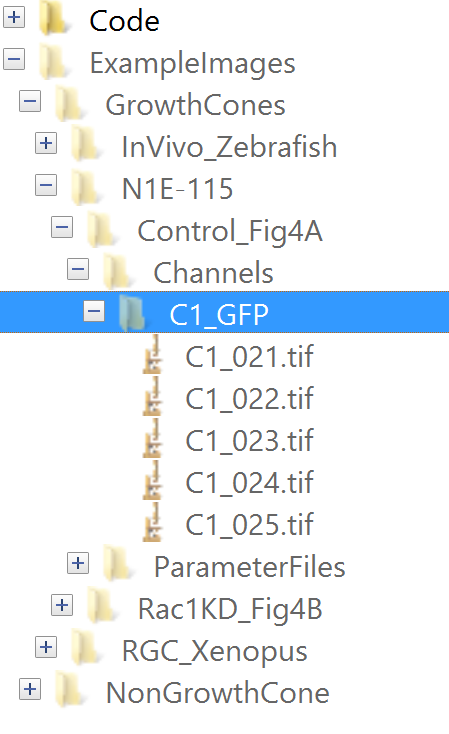 Code
ExampleImages
GrowthCones
InVivo_Zebrafish
N1E-115
Control_Fig4A
Channels
C1_GFP
C1_021.tif
C1_022.tif
C1_023.tif
C1_024.tif
C1_025.tif
ParameterFiles
Rac1KD_Fig4B
RGC_Xenopus
NonGrowthCone